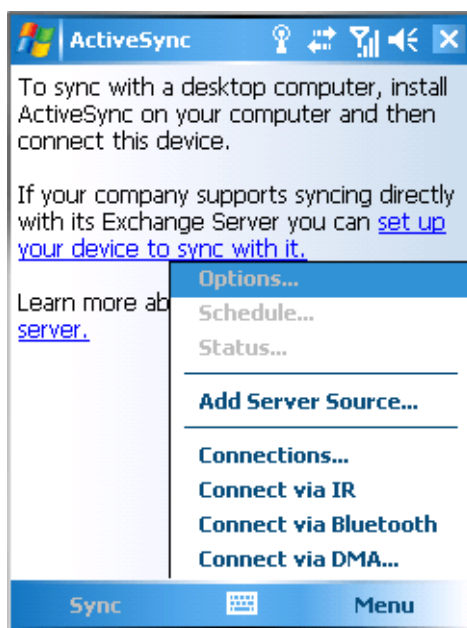 ActiveSync
To sync with a desktop computer, install
ActiveSync on your computer and then
connect this device.
If your company supports syncing directly
with its Exchange Server you can set up
your device to sync with it.
Learn more ab
server.
Options...
Schedule...
Status...
Add Server Source...
Connections...
Connect via IR
Connect via Bluetooth
Connect via DMA...
Sync
Menu